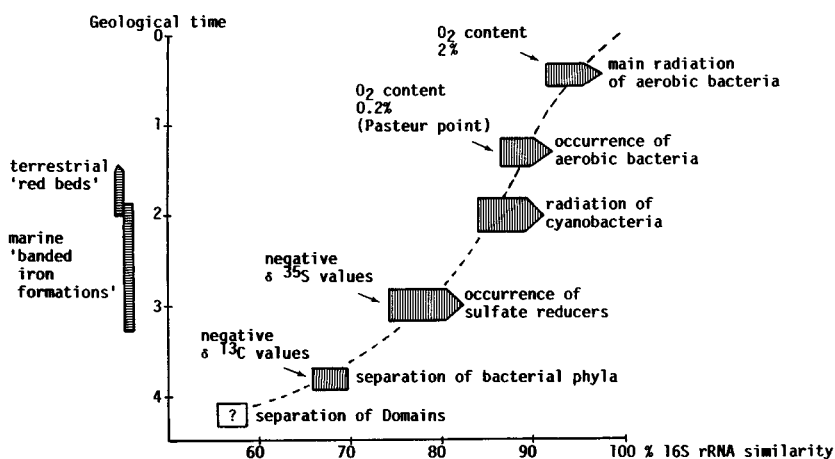 Geological time
0
1
2
3
4
O2 content
2%
main radiation
of aerobic bacteria
O2 content
0.2%
(Pasteur point)
occurrence of
aerobic bacteria
terrestrial
'red beds'
radiation of
cyanobacteria
marine
'banded
iron
formations'
negative
δ 35S values
occurrence of
sulfate reducers
negative
δ 13C values
separation of bacterial phyla
?
separation of Domains
60
70
80
90
100
% 16S rRNA similarity